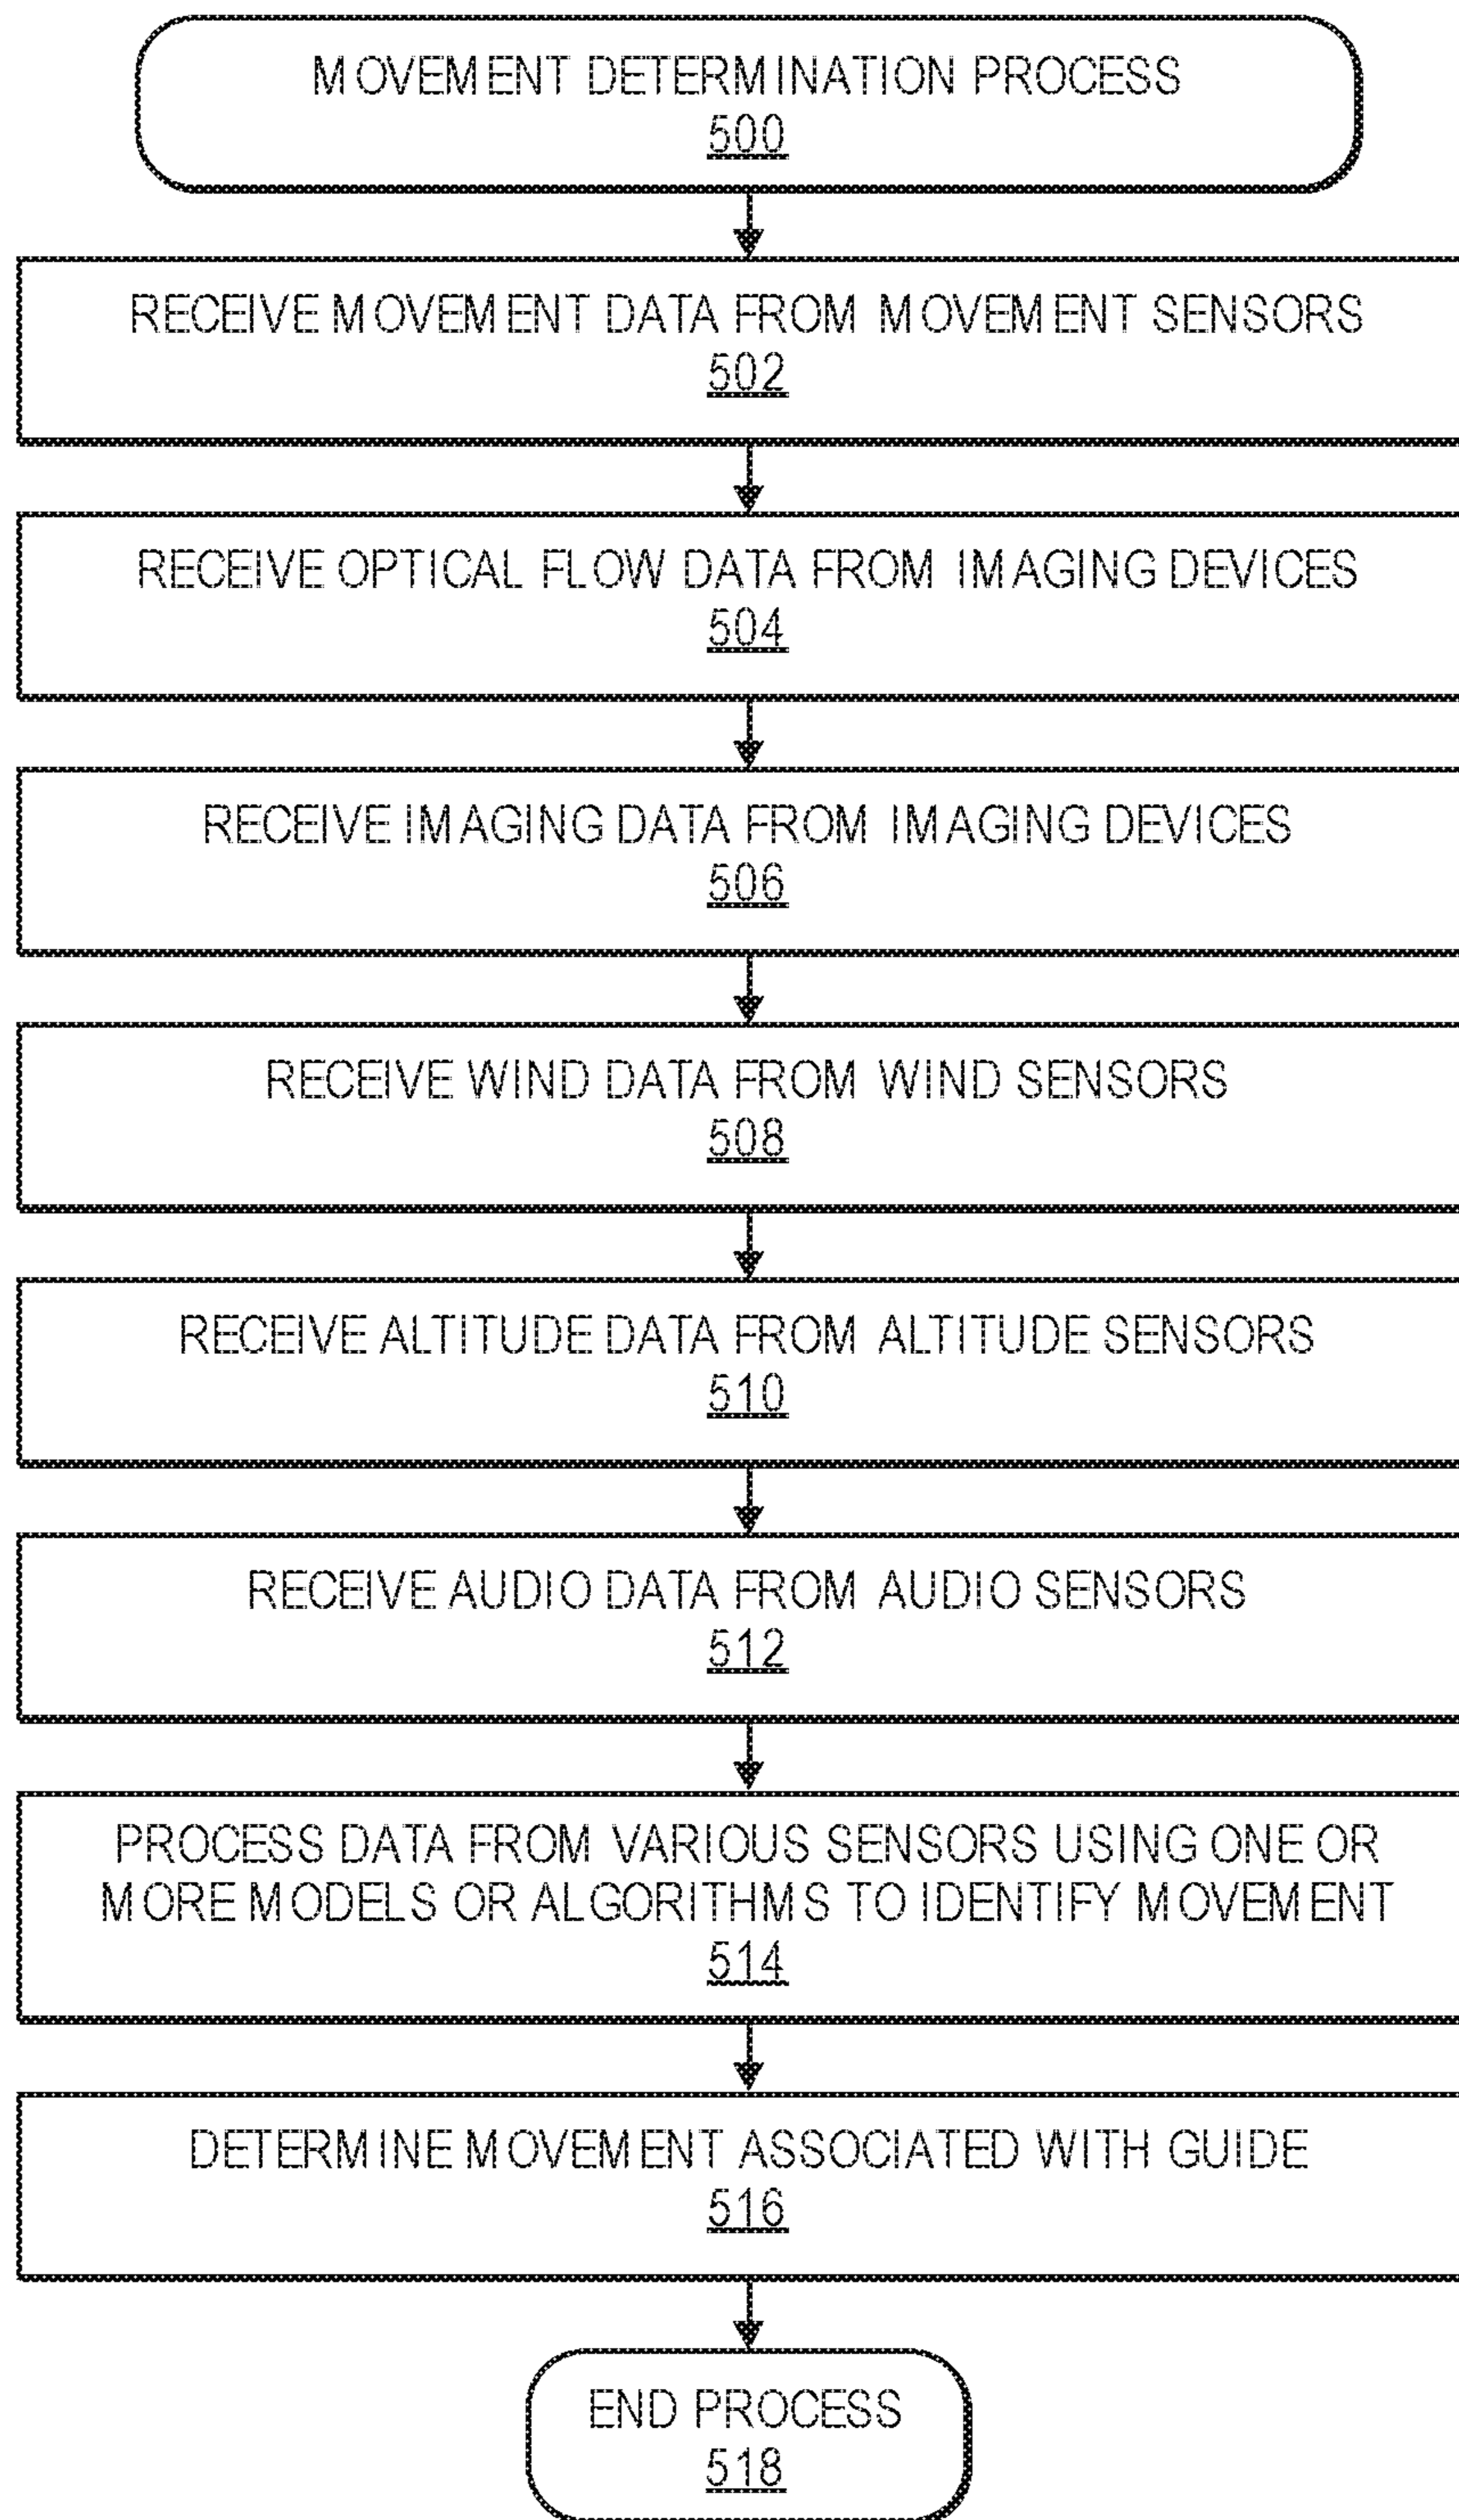 MOVEMENT DETERMINATION PROCESS
500
RECEIVE MOVEMENT DATA FROM MOVEMENT SENSORS
502
RECEIVE OPTICAL FLOW DATA FROM IMAGING DEVICES
504
RECEIVE IMAGING DATA FROM IMAGING DEVICES
506
RECEIVE WIND DATA FROM WIND SENSORS
508
RECEIVE ALTITUDE DATA FROM ALTITUDE SENSORS
510
RECEIVE AUDIO DATA FROM AUDIO SENSORS
512
PROCESS DATA FROM VARIOUS SENSORS USING ONE OR
MORE MODELS OR ALGORITHMS TO IDENTIFY MOVEMENT
514
DETERMINE MOVEMENT ASSOCIATED WITH GUIDE
516
END PROCESS
518